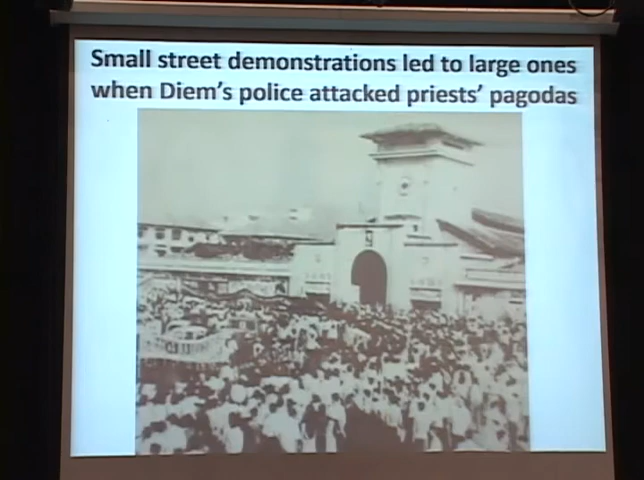 Small street demonstrations led to large ones
when Diem's police attacked priests' pagodas